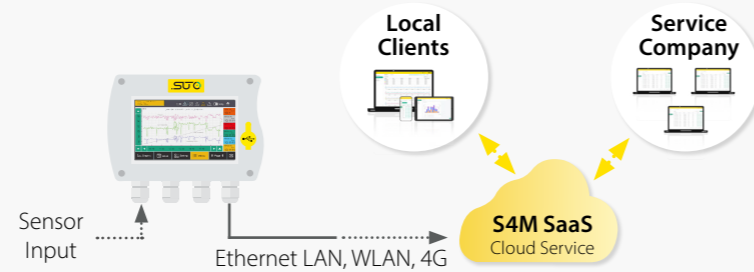 Local
Clients
Service
Company
SUTO
Sensor
Input
Ethernet LAN, WLAN, 4G
S4M SaaS
Cloud Service